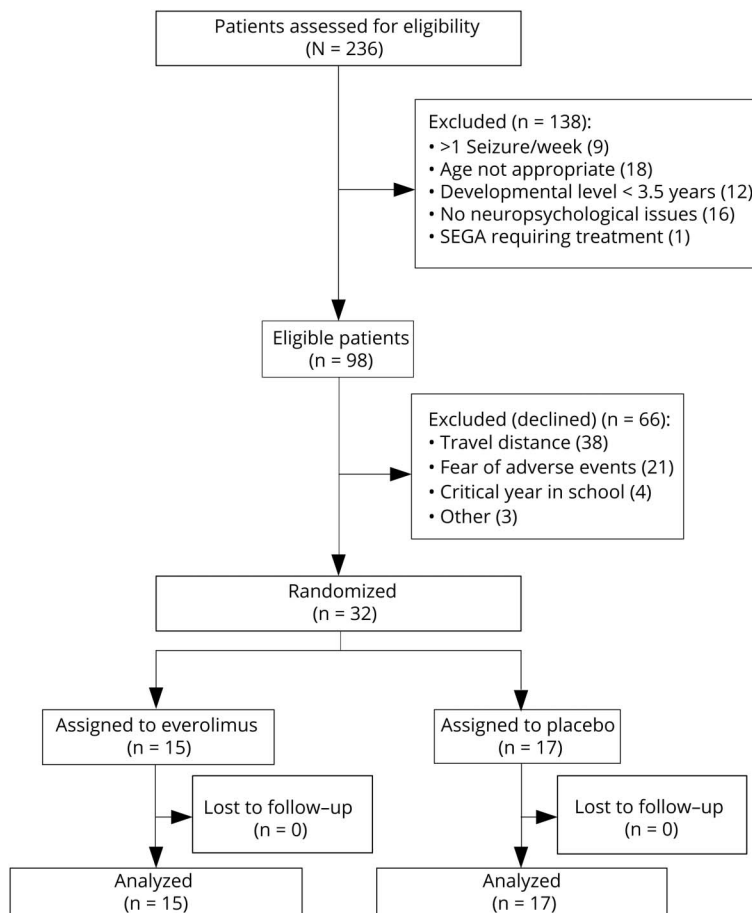 Patients assessed for eligibility
(N = 236)
Excluded (n = 138):
• >1 Seizure/week (9)
• Age not appropriate (18)
• Developmental level < 3.5 years (12)
• No neuropsychological issues (16)
• SEGA requiring treatment (1)
Eligible patients
(n = 98)
Excluded (declined) (n = 66):
• Travel distance (38)
• Fear of adverse events (21)
• Critical year in school (4)
• Other (3)
Randomized
(n = 32)
Assigned to everolimus
(n = 15)
Assigned to placebo
(n = 17)
Lost to follow–up
(n = 0)
Lost to follow–up
(n = 0)
Analyzed
(n = 15)
Analyzed
(n = 17)